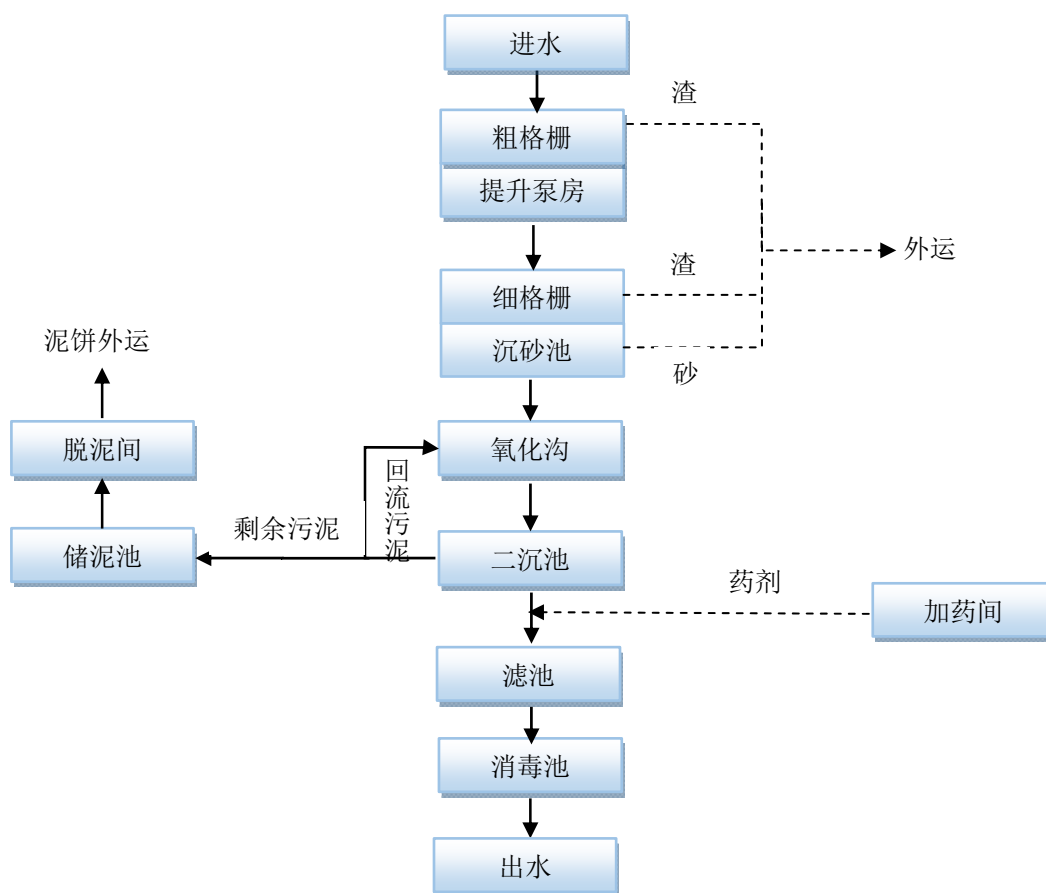 进水
渣
粗格栅
提升泵房
外运
渣
细格栅
沉砂池
砂
泥饼外运
脱泥间
氧化沟
回流污泥
剩余污泥
储泥池
二沉池
药剂
加药间
滤池
消毒池
出水